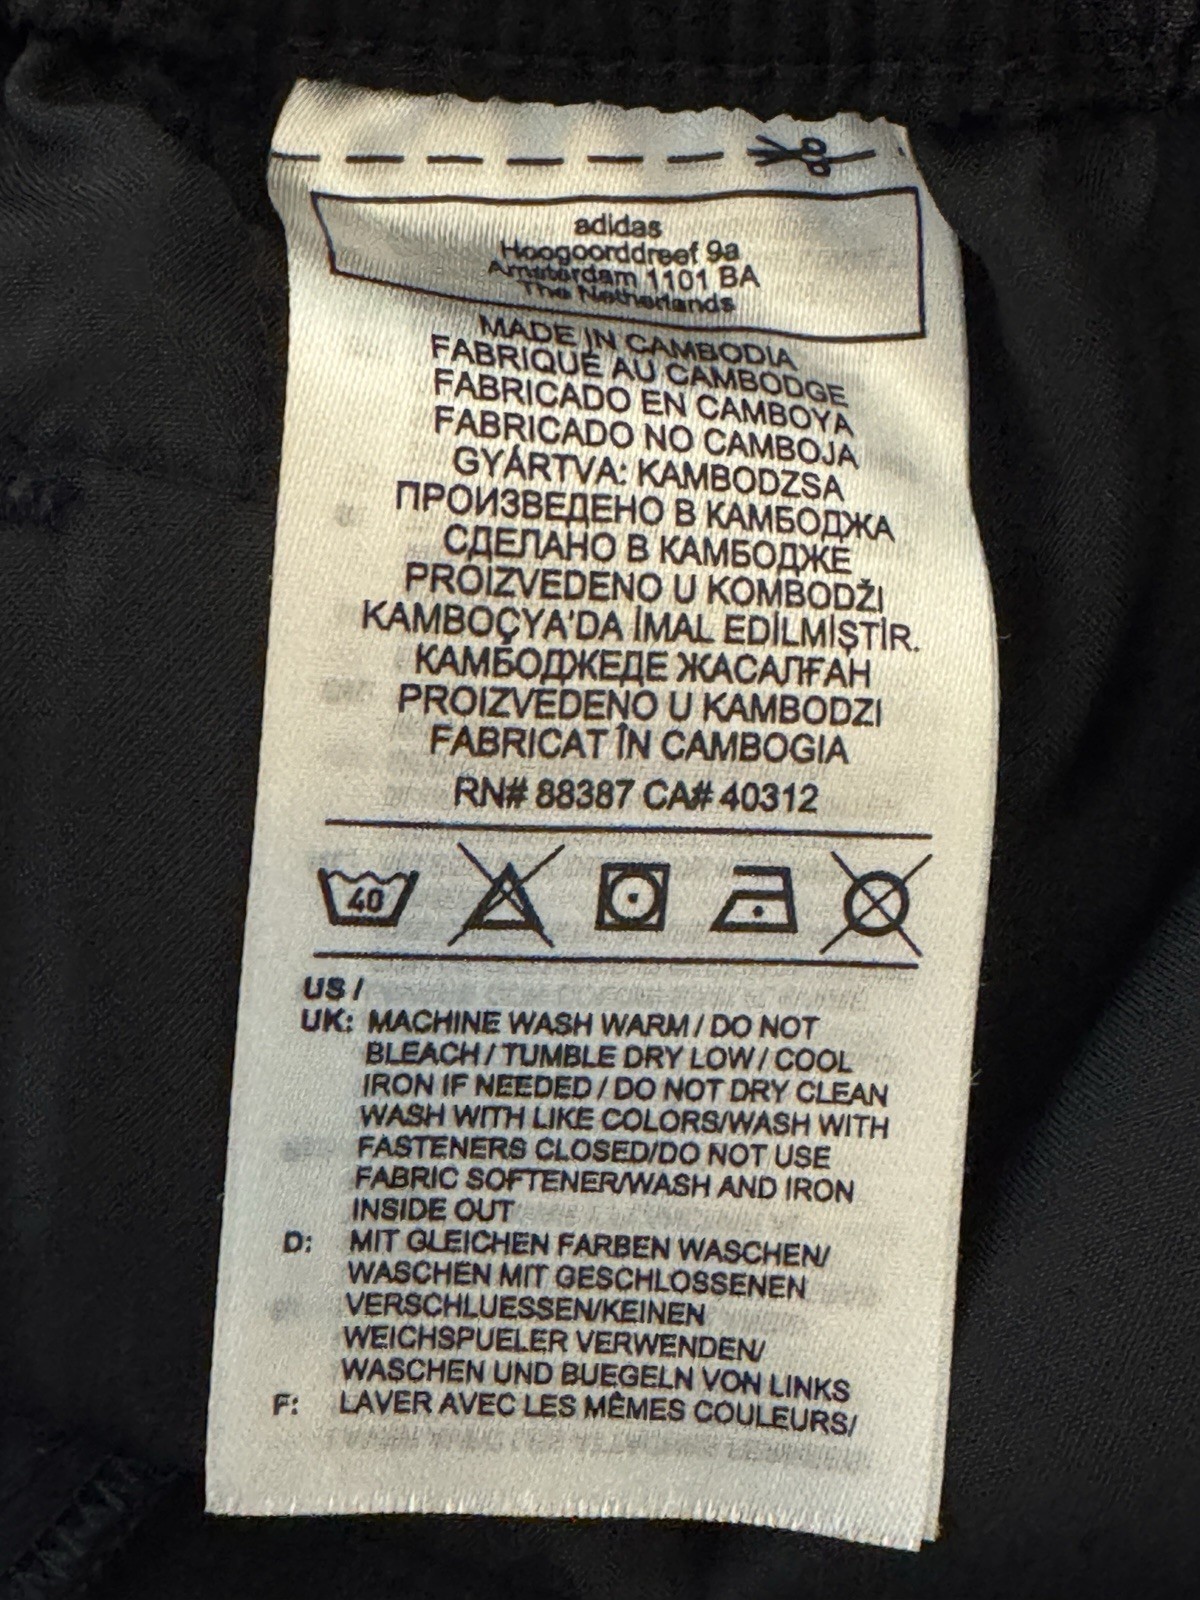 adidas
Hoogoorddreef 9a
Amsterdam 1101 BA
The Netherlands
MADE IN CAMBODIA
FABRIQUÉ AU CAMBODGE
FABRICADO EN CAMBOYA
FABRICADO NO CAMBOJA
GYÁRTVA: KAMBODZSA
ПРОИЗВЕДЕНО В КАМБОДЖА
СДЕЛАНО В КАМБОДЖЕ
PROIZVEDENO U KOMBODŽI
KAMBOÇYA'DA İMAL EDİLMİŞTİR.
КАМБОДЖЕДЕ ЖАСАЛҒАН
PROIZVEDENO U KAMBODZI
FABRICAT ÎN CAMBOGIA
RN# 88387 CA# 40312
40
US /
UK: MACHINE WASH WARM / DO NOT
BLEACH / TUMBLE DRY LOW / COOL
IRON IF NEEDED / DO NOT DRY CLEAN
WASH WITH LIKE COLORS/WASH WITH
FASTENERS CLOSED/DO NOT USE
FABRIC SOFTENER/WASH AND IRON
INSIDE OUT
D: MIT GLEICHEN FARBEN WASCHEN/
WASCHEN MIT GESCHLOSSENEN
VERSCHLUESSEN/KEINEN
WEICHSPUELER VERWENDEN/
WASCHEN UND BUEGELN VON LINKS
F: LAVER AVEC LES MÊMES COULEURS/